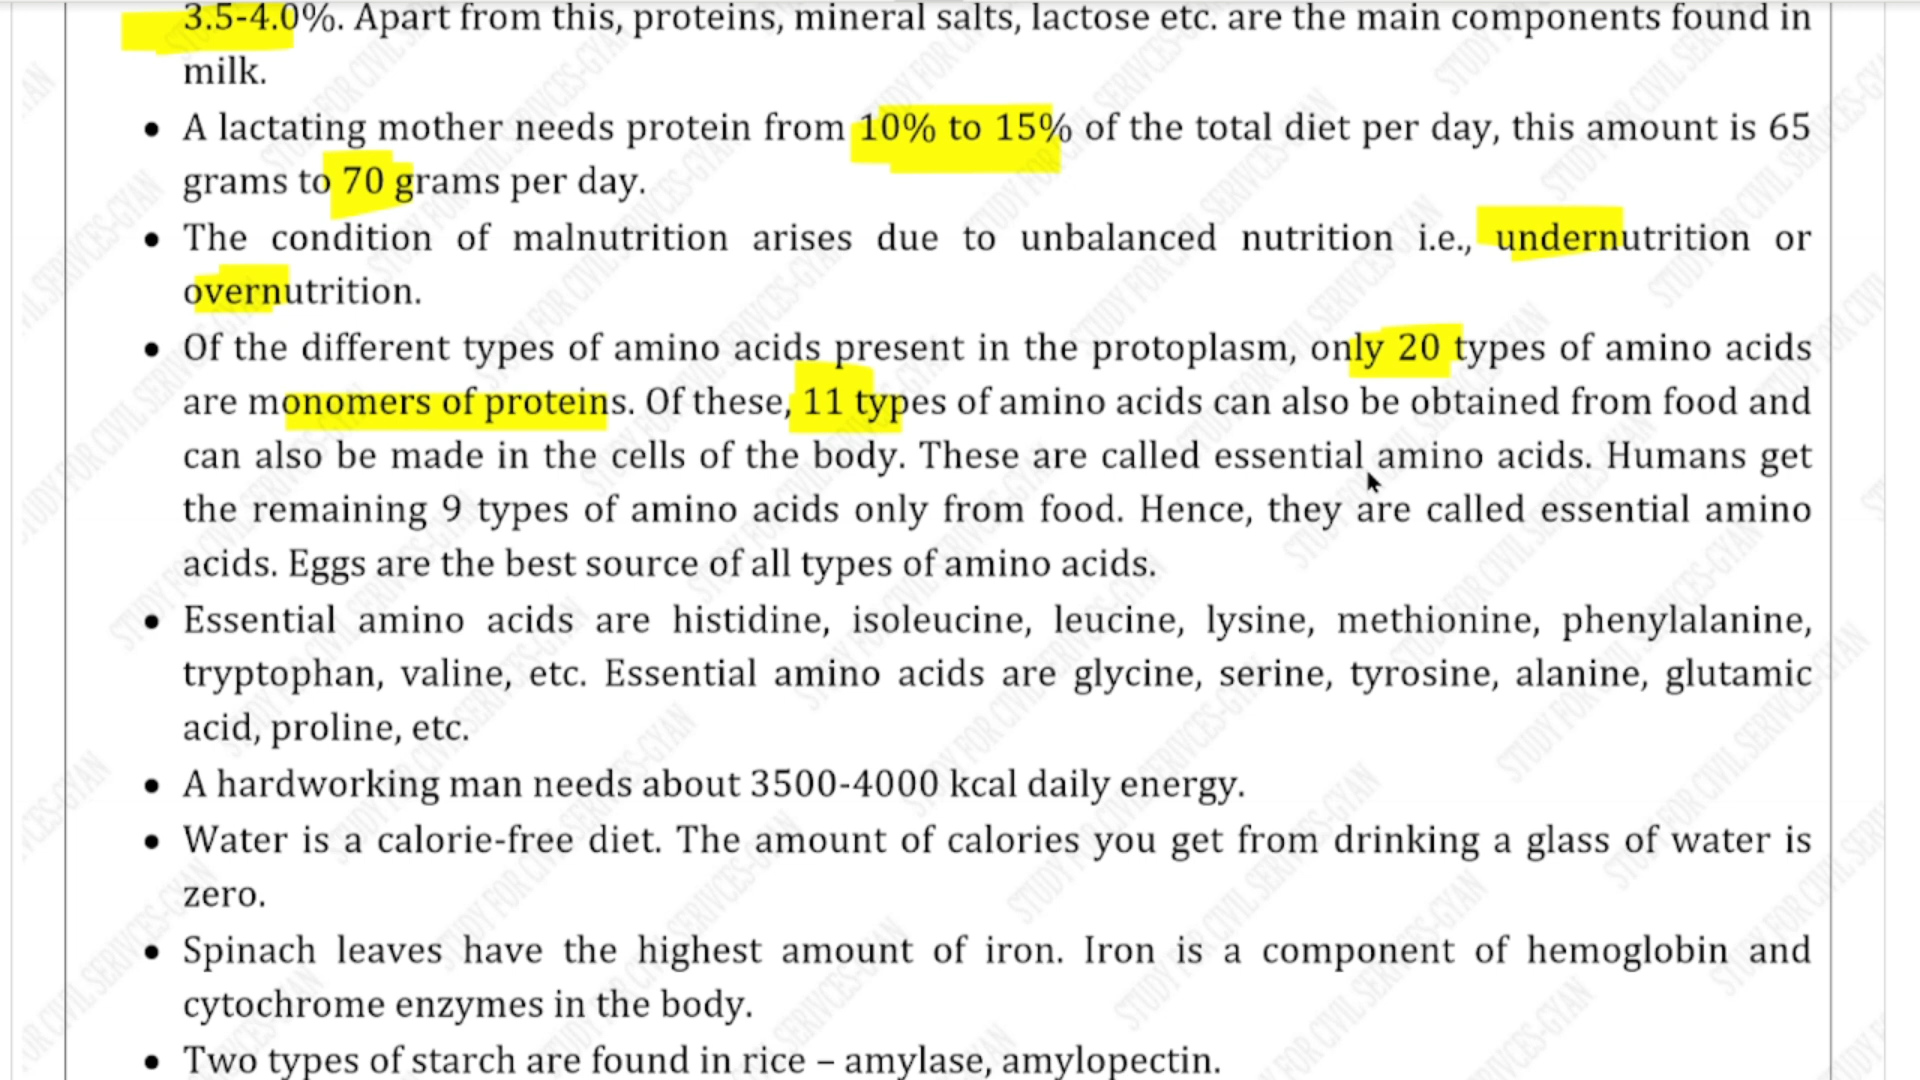 3.5-4.0%. Apart from this, proteins, mineral salts, lactose etc. are the main components found in
milk.
• A lactating mother needs protein from 10% to 15% of the total diet per day, this amount is 65
grams to 70 grams per day.
• The condition of malnutrition arises due to unbalanced nutrition i.e., undernutrition or
overnutrition.
• Of the different types of amino acids present in the protoplasm, only 20 types of amino acids
are monomers of proteins. Of these, 11 types of amino acids can also be obtained from food and
can also be made in the cells of the body. These are called essential amino acids. Humans get
the remaining 9 types of amino acids only from food. Hence, they are called essential amino
acids. Eggs are the best source of all types of amino acids.
• Essential amino acids are histidine, isoleucine, leucine, lysine, methionine, phenylalanine,
tryptophan, valine, etc. Essential amino acids are glycine, serine, tyrosine, alanine, glutamic
acid, proline, etc.
• A hardworking man needs about 3500-4000 kcal daily energy.
• Water is a calorie-free diet. The amount of calories you get from drinking a glass of water is
zero.
• Spinach leaves have the highest amount of iron. Iron is a component of hemoglobin and
cytochrome enzymes in the body.
• Two types of starch are found in rice – amylase, amylopectin.
STUDY FOR CIVIL SERIVCES-GYAN